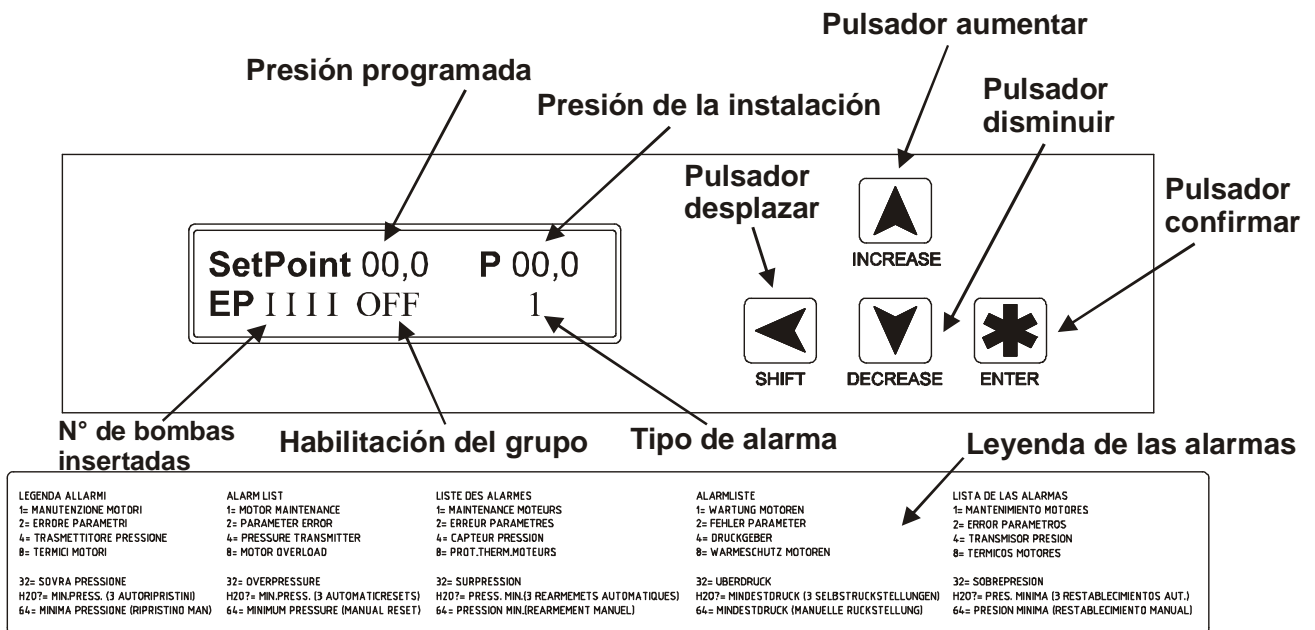 Pulsador aumentar
Presión programada
Presión de la instalación
Pulsador
disminuir
Pulsador
desplazar
Pulsador
confirmar
SetPoint 00,0 P 00,0
EP I I I I OFF 1
INCREASE
SHIFT
DECREASE
ENTER
N° de bombas
insertadas
Habilitación del grupo
Tipo de alarma
Leyenda de las alarmas
LEGENDA ALLARMI
1= MANUTENZIONE MOTORI
2= ERRORE PARAMETRI
4= TRASMETTITORE PRESSIONE
8= TERMICI MOTORI
32= SOVRA PRESSIONE
H2O?= MIN.PRESS. (3 AUTORIPRISTINI)
64= MINIMA PRESSIONE (RIPRISTINO MAN)
ALARM LIST
1= MOTOR MAINTENANCE
2= PARAMETER ERROR
4= PRESSURE TRANSMITTER
8= MOTOR OVERLOAD
32= OVERPRESSURE
H2O?= MIN.PRESS. (3 AUTOMATICRESETS)
64= MINIMUM PRESSURE (MANUAL RESET)
LISTE DES ALARMES
1= MAINTENANCE MOTEURS
2= ERREUR PARAMETRES
4= CAPTEUR PRESSION
8= PROT.THERM.MOTEURS
32= SURPRESSION
H2O?= PRESS. MIN.(3 REARMEMETS AUTOMATIQUES)
64= PRESSION MIN.(REARMEMENT MANUEL)
ALARMLISTE
1= WARTUNG MOTOREN
2= FEHLER PARAMETER
4= DRUCKGEBER
8= WARMESCHUTZ MOTOREN
32= UBERDRUCK
H2O?= MINDESTDRUCK (3 SELBSTRUCKSTELLUNGEN)
64= MINDESTDRUCK (MANUELLE RUCKSTELLUNG)
LISTA DE LAS ALARMAS
1= MANTENIMIENTO MOTORES
2= ERROR PARAMETROS
4= TRANSMISOR PRESION
8= TERMICOS MOTORES
32= SOBREPRESION
H2O?= PRES. MINIMA (3 RESTABLECIMIENTOS AUT.)
64= PRESION MINIMA (RESTABLECIMIENTO MANUAL)